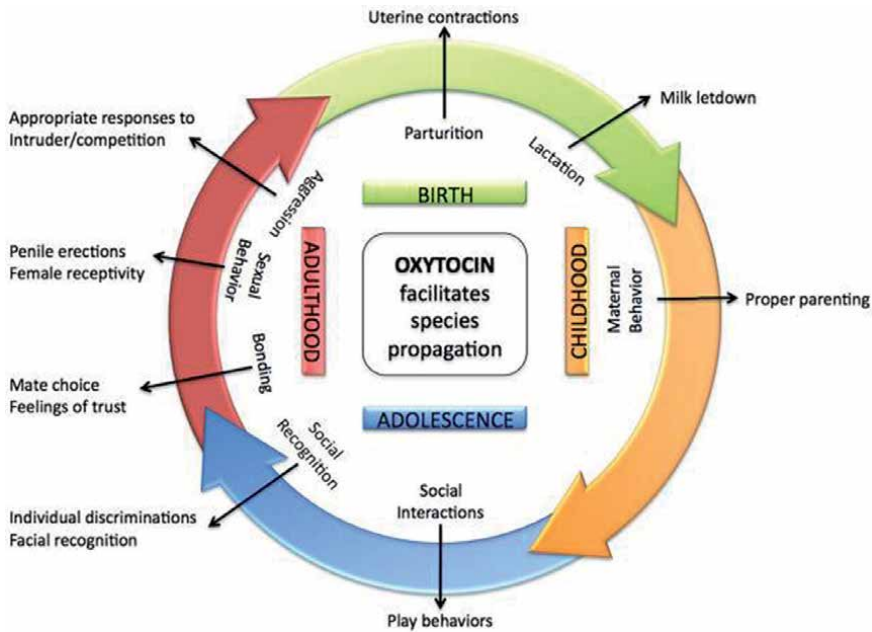 Uterine contractions
Milk letdown
Appropriate responses to
Intruder/competition
Parturition
Lactation
Aggression
BIRTH
Penile erections
Female receptivity
Sexual
Behavior
ADULTHOOD
OXYTOCIN
facilitates
species
propagation
CHILDHOOD
Maternal
Behavior
Proper parenting
Mate choice
Feelings of trust
Bonding
ADOLESCENCE
Social
Recognition
Social
Interactions
Individual discriminations
Facial recognition
Play behaviors